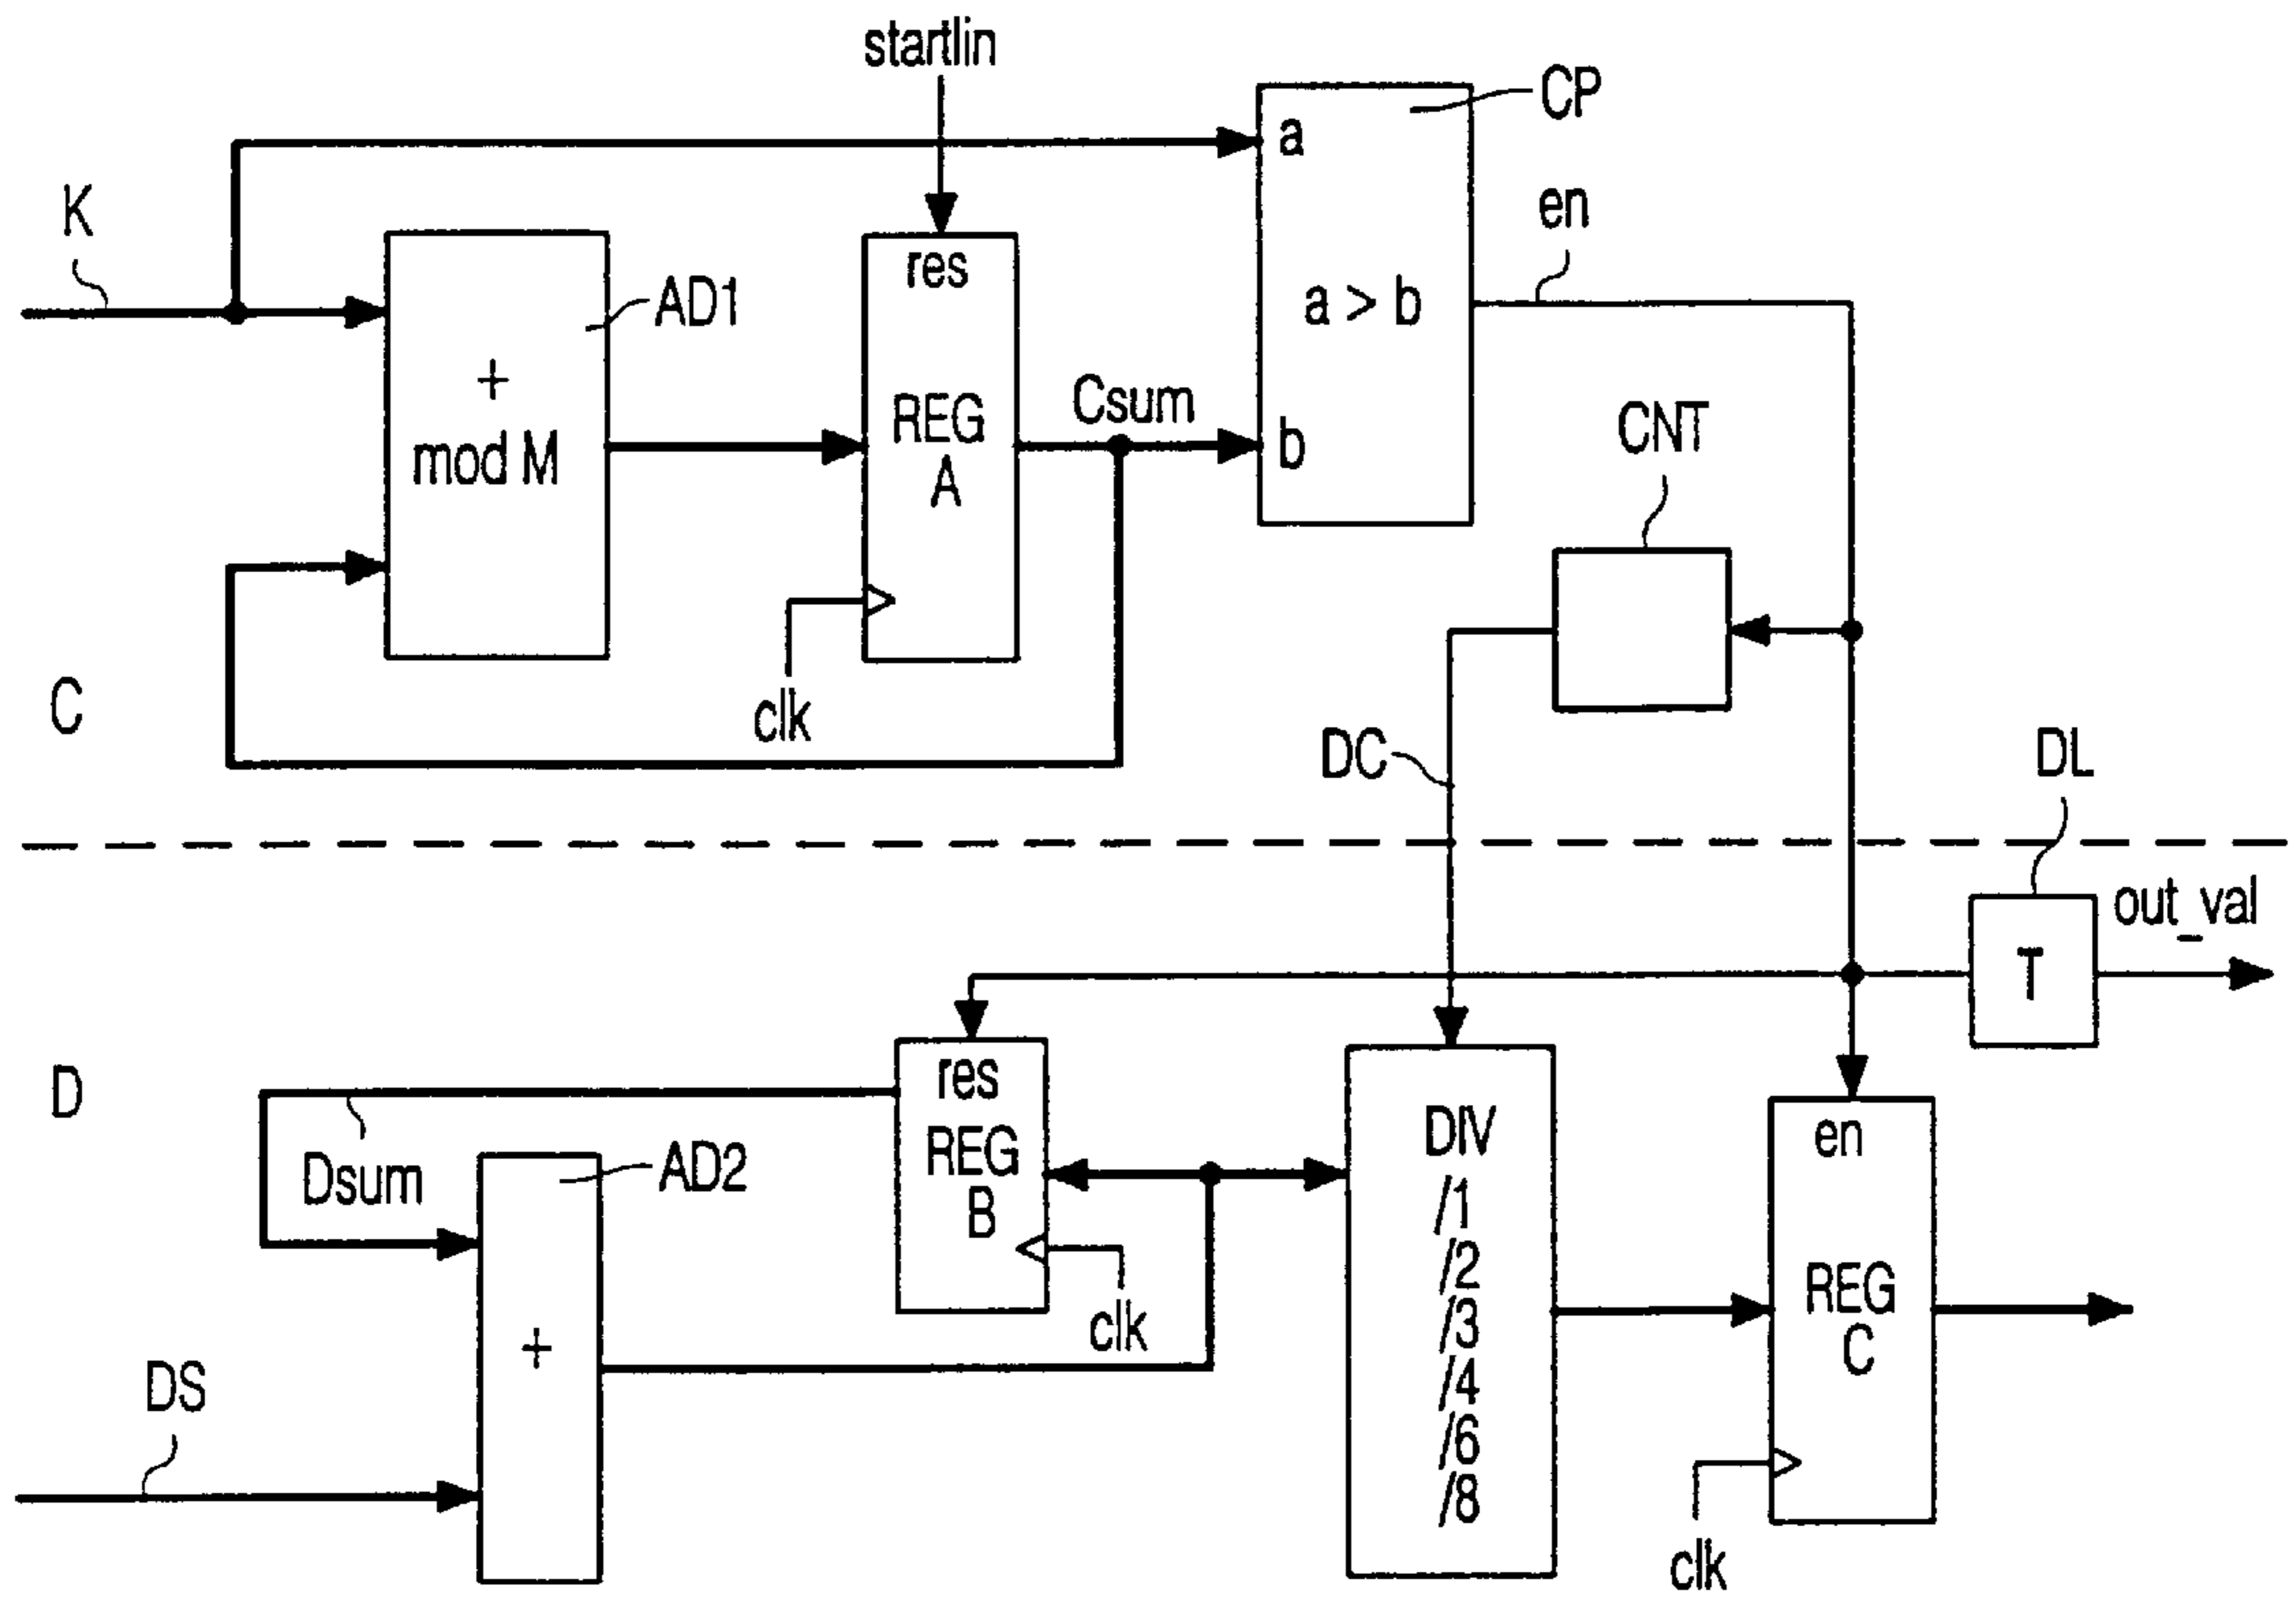 startlin
CP
a
K
en
res
AD1
a > b
+
mod M
REG
A
Csum
b
CNT
clk
C
DC
DL
out_val
T
D
res
REG
B
DIV
/1
/2
/3
/4
/6
/8
en
REG
C
Dsum
AD2
+
clk
DS
clk